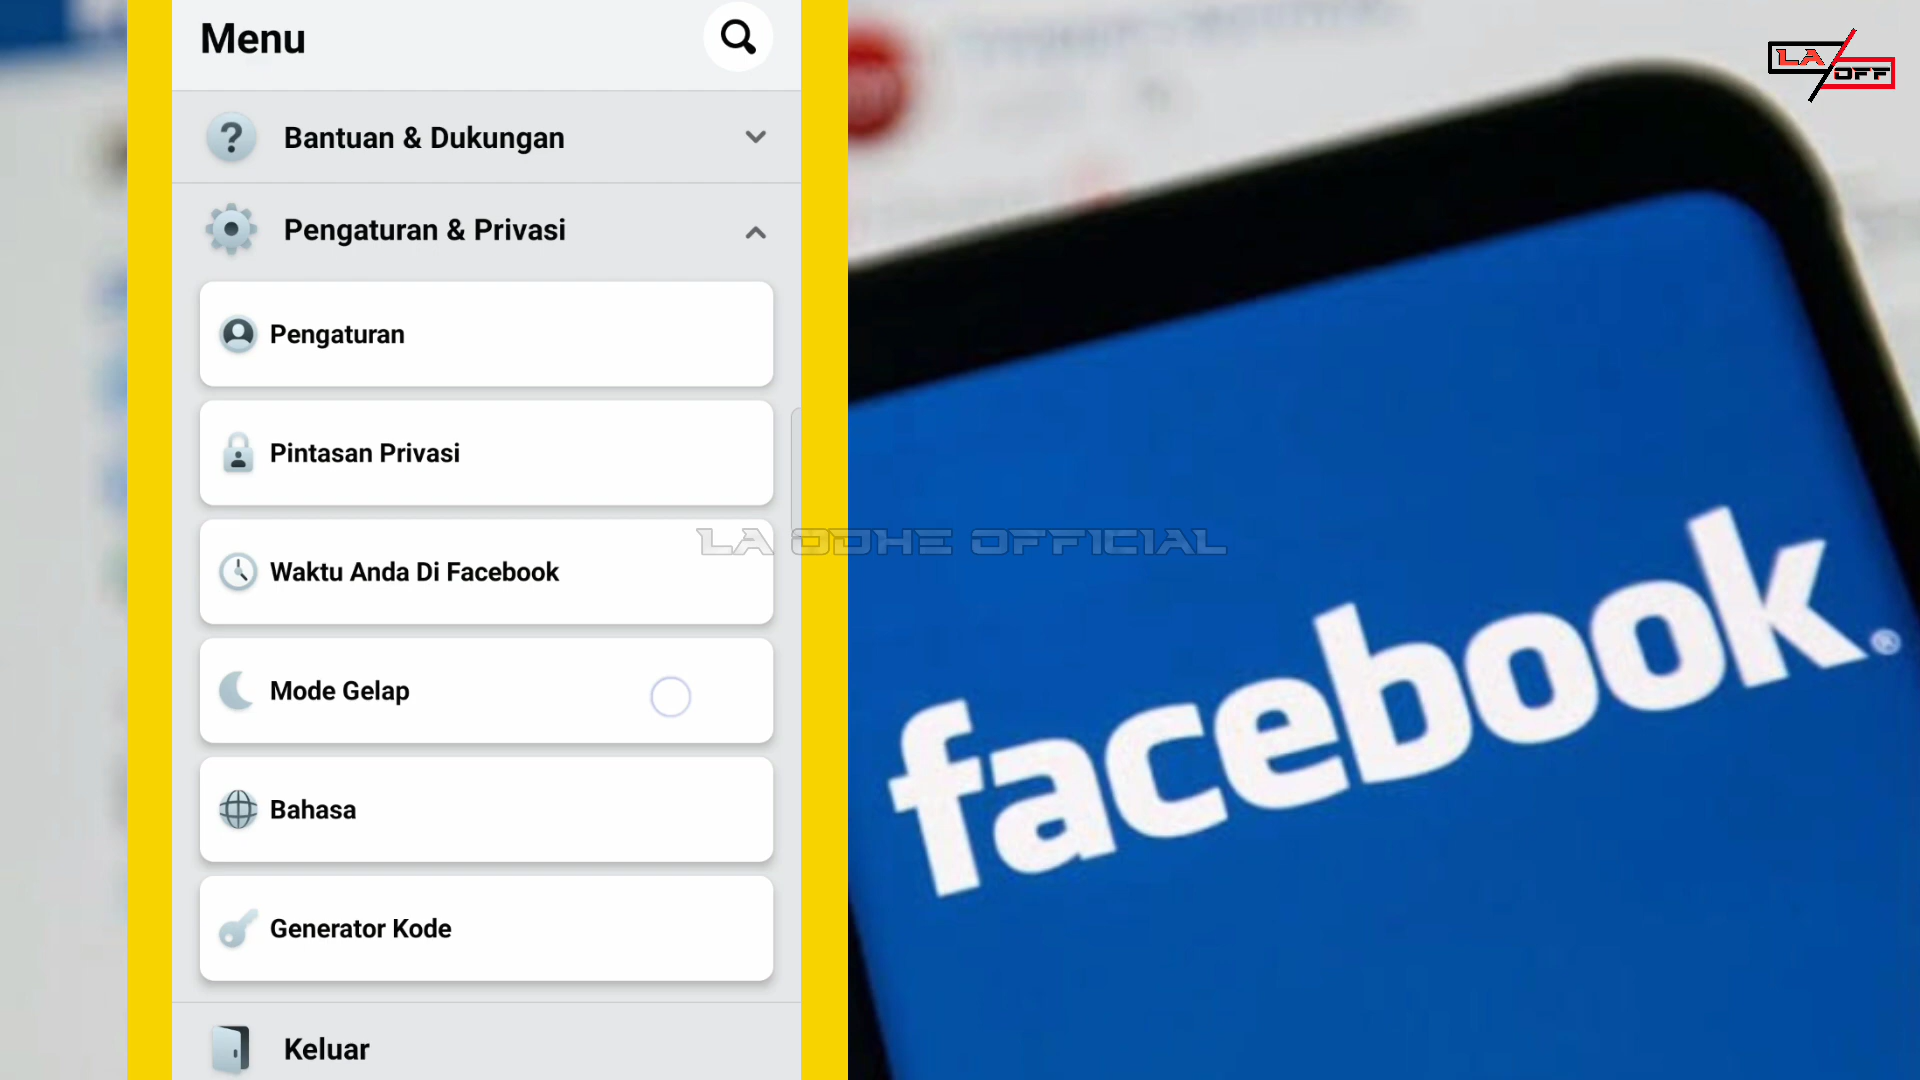 Menu
Bantuan & Dukungan
Pengaturan & Privasi
Pengaturan
Pintasan Privasi
Waktu Anda Di Facebook
Mode Gelap
Bahasa
Generator Kode
Keluar
LA OFF
LA ODHE OFFICIAL
facebook®